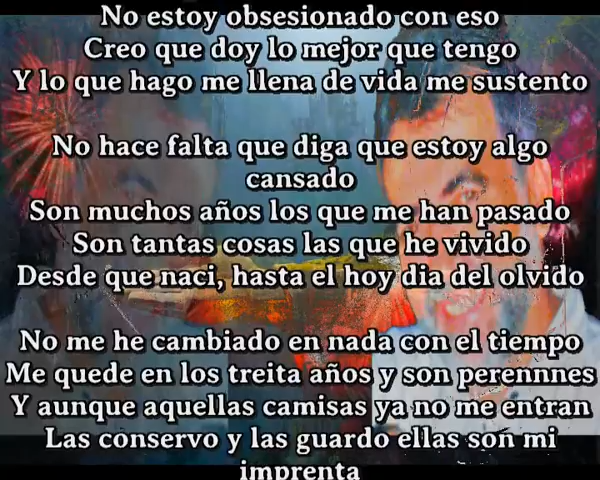 No estoy obsesionado con eso
Creo que doy lo mejor que tengo
Y lo que hago me llena de vida me sustento
No hace falta que diga que estoy algo
cansado
Son muchos años los que me han pasado
Son tantas cosas las que he vivido
Desde que naci, hasta el hoy dia del olvido
No me he cambiado en nada con el tiempo
Me quede en los treita años y son perennnes
Y aunque aquellas camisas ya no me entran
Las conservo y las guardo ellas son mi
imprenta